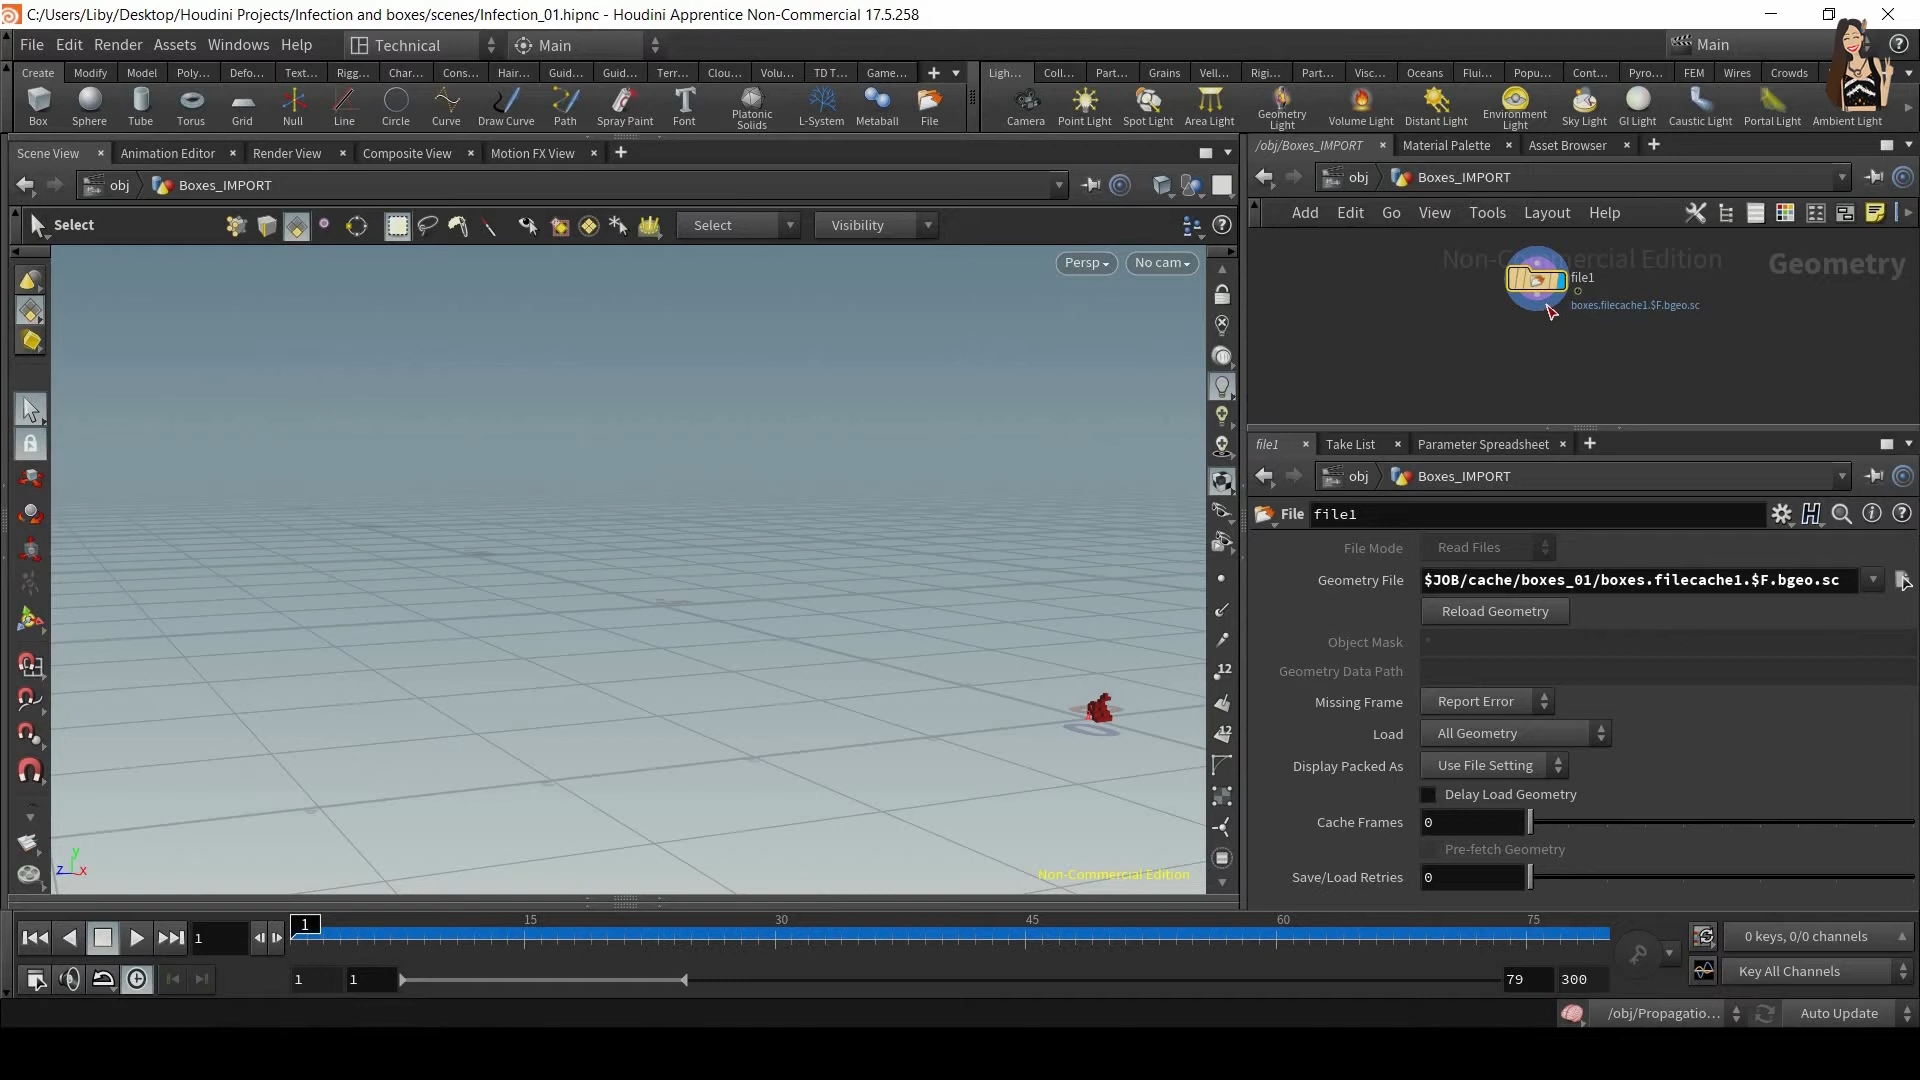 C:/Users/Liby/Desktop/Houdini Projects/Infection and boxes/scenes/Infection_01.hipnc - Houdini Apprentice Non-Commercial 17.5.258
File Edit Render Assets Windows Help Technical Main Main
Create Modify Model Poly... Defo... Text... Rigg... Char... Cons... Hair... Guid... Guid... Terr... Clou... Volu... TD T... Game... Ligh... Coll... Part... Grains Vell... Rigi... Part... Visc... Oceans Flui... Popu... Cont... Pyro... FEM Wires Crowds
Box Sphere Tube Torus Grid Null Line Circle Curve Draw Curve Path Spray Paint Font Platonic Solids L-System Metaball File Camera Point Light Spot Light Area Light Geometry Light Volume Light Distant Light Environment Light Sky Light GI Light Caustic Light Portal Light Ambient Light
Scene View Animation Editor Render View Composite View Motion FX View
obj Boxes_IMPORT
Select Select Visibility
Persp No cam
Non-Commercial Edition
y
z x
12
12
/obj/Boxes_IMPORT Material Palette Asset Browser
obj Boxes_IMPORT
Add Edit Go View Tools Layout Help
Non-Commercial Edition Geometry
file1
boxes.filecache1.$F.bgeo.sc
file1 Take List Parameter Spreadsheet
obj Boxes_IMPORT
File file1
File Mode Read Files
Geometry File $JOB/cache/boxes_01/boxes.filecache1.$F.bgeo.sc
Reload Geometry
Object Mask *
Geometry Data Path
Missing Frame Report Error
Load All Geometry
Display Packed As Use File Setting
Delay Load Geometry
Cache Frames 0
Pre-fetch Geometry
Save/Load Retries 0
1 1 15 30 45 60 75
0 keys, 0/0 channels
1 1 79 300
Key All Channels
/obj/Propagatio... Auto Update